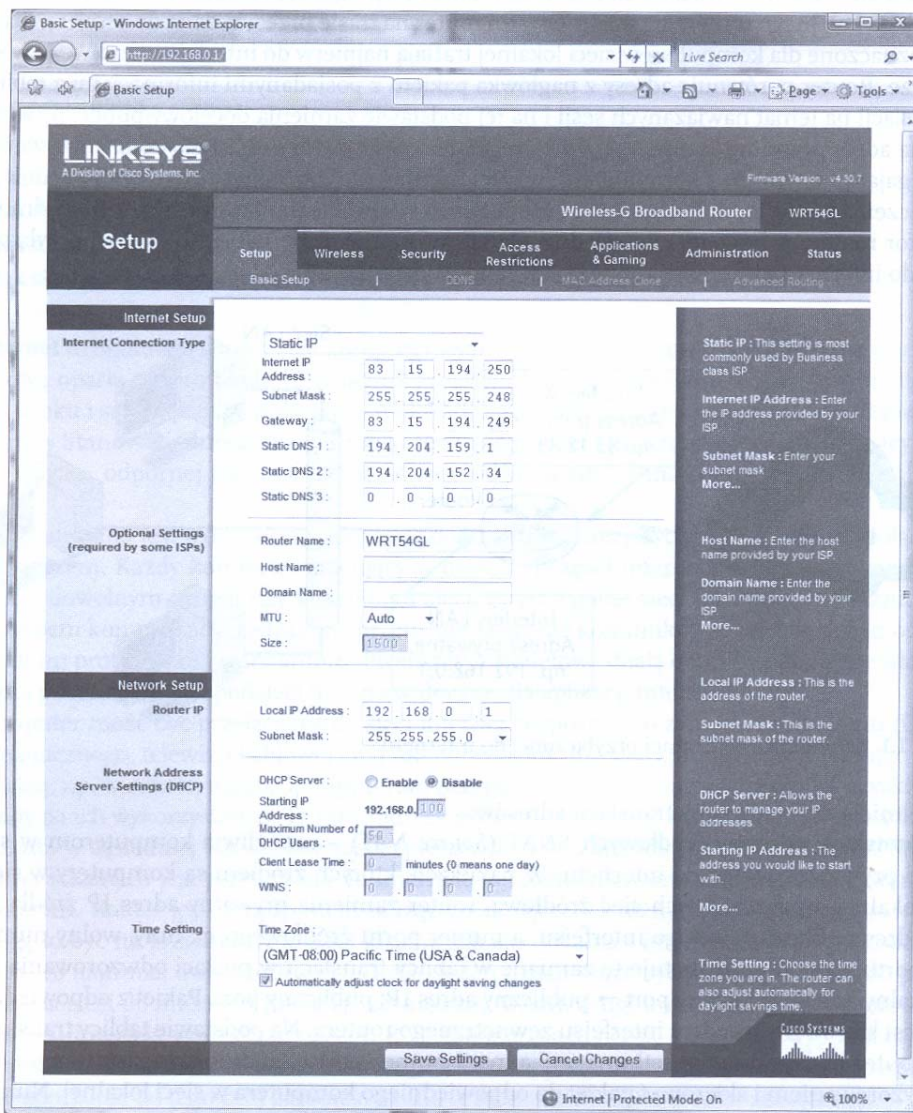 Basic Setup - Windows Internet Explorer
http://192.168.0.1/
Live Search
Basic Setup
Page
Tools
LINKSYS®
A Division of Cisco Systems, Inc.
Firmware Version : v4.30.7
Wireless-G Broadband Router WRT54GL
Setup
Setup Wireless Security Access Restrictions Applications & Gaming Administration Status
Basic Setup | DDNS | MAC Address Clone | Advanced Routing
Internet Setup
Internet Connection Type
Static IP
Internet IP Address : 83 . 15 . 194 . 250
Subnet Mask : 255 . 255 . 255 . 248
Gateway : 83 . 15 . 194 . 249
Static DNS 1 : 194 . 204 . 159 . 1
Static DNS 2 : 194 . 204 . 152 . 34
Static DNS 3 : 0 . 0 . 0 . 0
Optional Settings
(required by some ISPs)
Router Name : WRT54GL
Host Name :
Domain Name :
MTU : Auto
Size : 1500
Network Setup
Router IP
Local IP Address : 192 . 168 . 0 . 1
Subnet Mask : 255.255.255.0
Network Address
Server Settings (DHCP)
DHCP Server : Enable Disable
Starting IP Address : 192.168.0. 100
Maximum Number of DHCP Users : 50
Client Lease Time : 0 minutes (0 means one day)
WINS : 0 . 0 . 0 . 0
Time Setting
Time Zone :
(GMT-08:00) Pacific Time (USA & Canada)
Automatically adjust clock for daylight saving changes
Static IP : This setting is most
commonly used by Business
class ISP.
Internet IP Address : Enter
the IP address provided by your
ISP.
Subnet Mask : Enter your
subnet mask
More...
Host Name : Enter the host
name provided by your ISP.
Domain Name : Enter the
domain name provided by your
ISP.
More...
Local IP Address : This is the
address of the router.
Subnet Mask : This is the
subnet mask of the router.
DHCP Server : Allows the
router to manage your IP
addresses.
Starting IP Address : The
address you would like to start
with.
More...
Time Setting : Choose the time
zone you are in. The router can
also adjust automatically for
daylight savings time.
CISCO SYSTEMS
Save Settings Cancel Changes
Internet | Protected Mode: On 100%